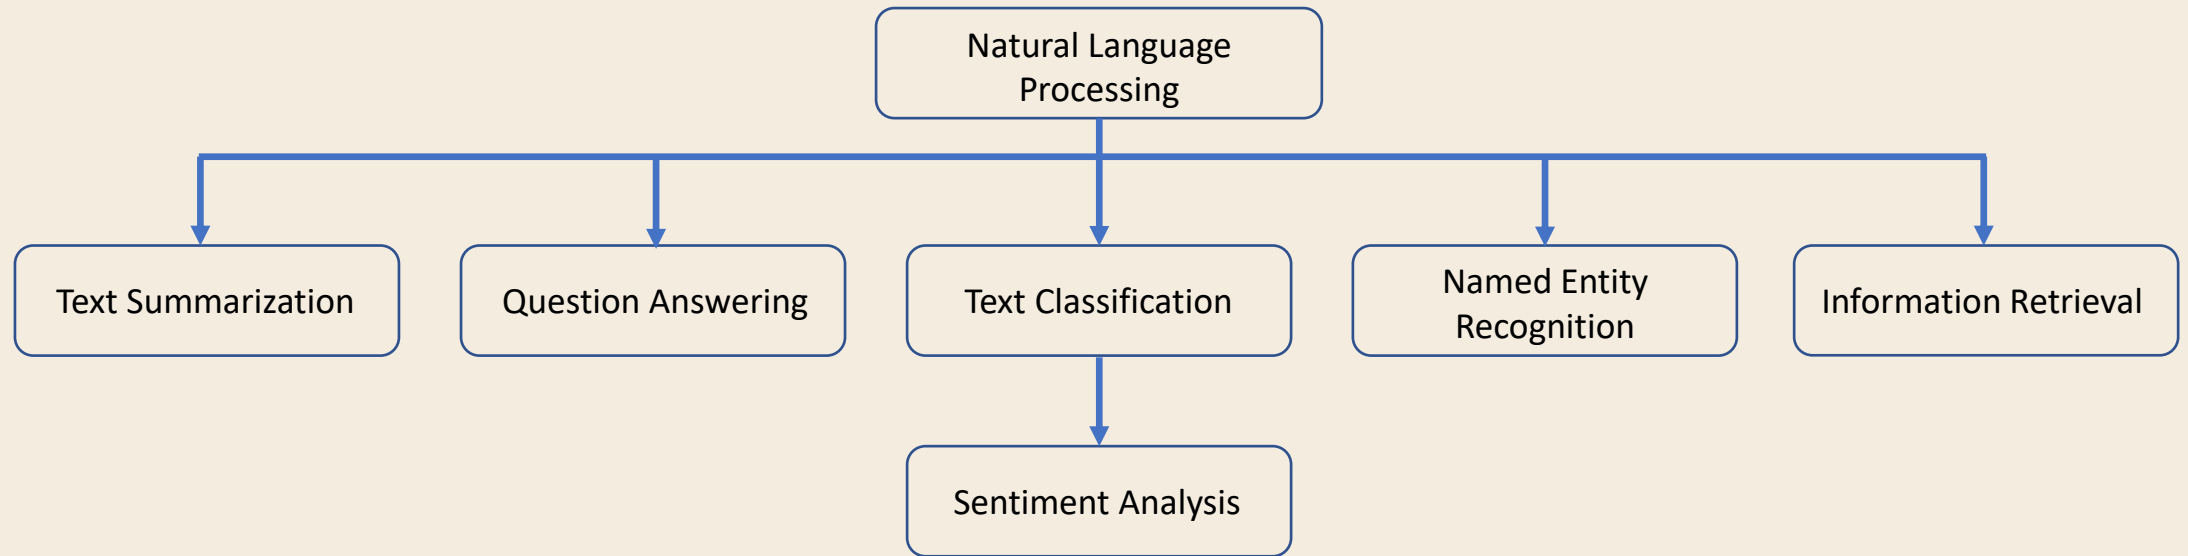 Natural Language
Processing
Text Summarization
Question Answering
Text Classification
Named Entity
Recognition
Information Retrieval
Sentiment Analysis